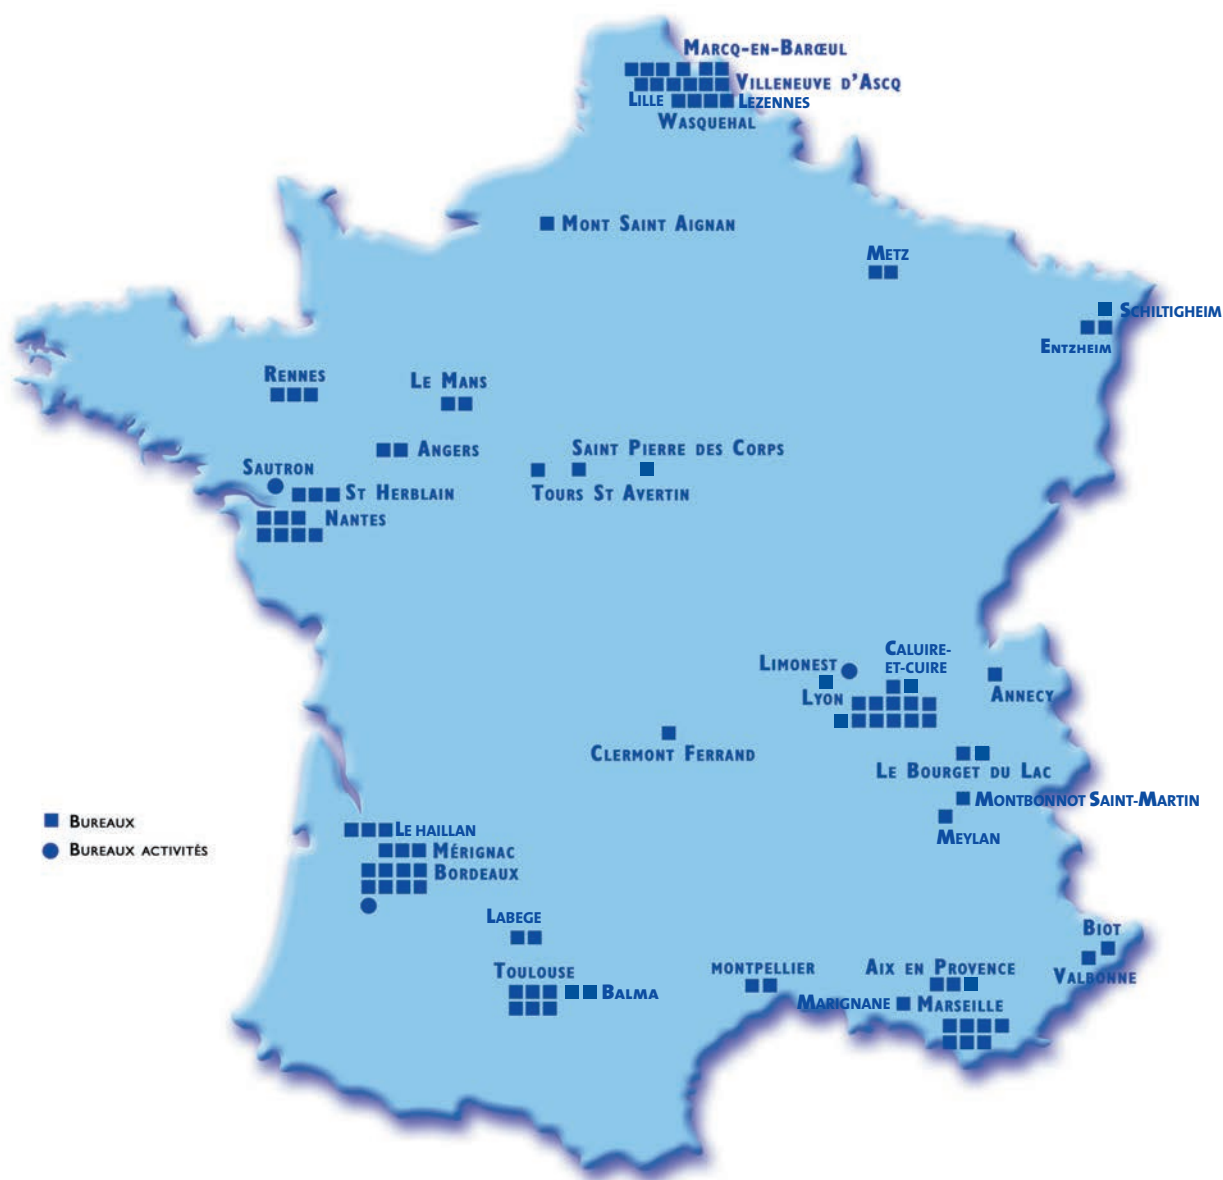 Marcq-en-Barœul
Villeneuve d'Ascq
Lille Lezennes
Wasquehal
Mont Saint Aignan
Metz
Schiltigheim
Entzheim
Rennes
Le Mans
Angers
Saint Pierre des Corps
Sautron
St Herblain
Tours St Avertin
Nantes
Caluire-
et-cuire
Limonest
Lyon
Annecy
Clermont Ferrand
Le Bourget du Lac
Montbonnot Saint-Martin
Meylan
Bureaux
Bureaux activités
Le haillan
Mérignac
Bordeaux
Labege
Biot
Toulouse
montpellier
Aix en Provence
Valbonne
Balma
Marignane
Marseille